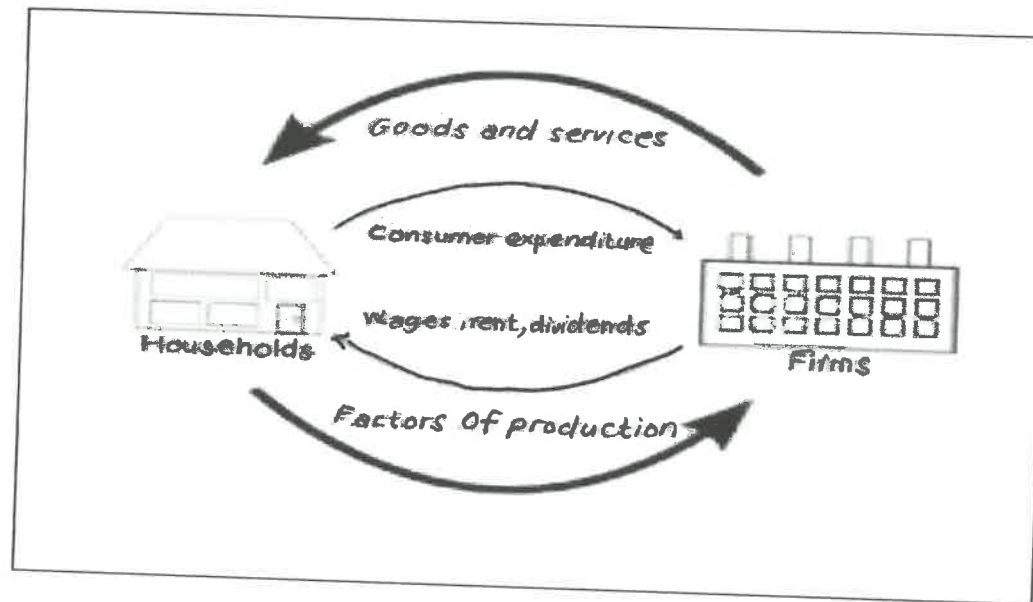 Goods and services
Consumer expenditure
Wages, rent, dividends
Households
Firms
Factors Of production